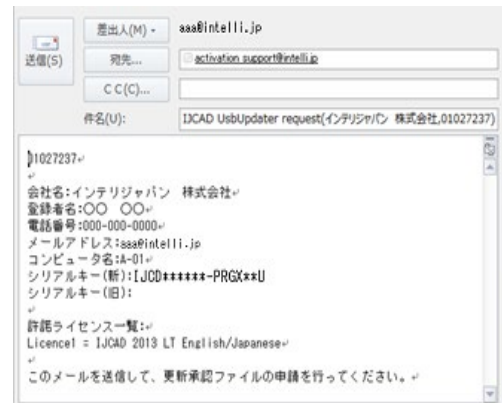 差出人(M)
aaa@intelli.jp
送信(S)
宛先...
activation support@intelli.jp
CC(C)...
件名(U):
IJCAD UsbUpdater request(インテリジャパン 株式会社,01027237)
01027237
会社名:インテリジャパン 株式会社
登録者名:〇〇 〇〇
電話番号:000-000-0000
メールアドレス:aaa@intelli.jp
コンピュータ名:A-01
シリアルキー(新):IJCD******-PRGX**U
シリアルキー(旧):
許諾ライセンス一覧:
Licence1 = IJCAD 2013 LT English/Japanese
このメールを送信して、更新承認ファイルの申請を行ってください。